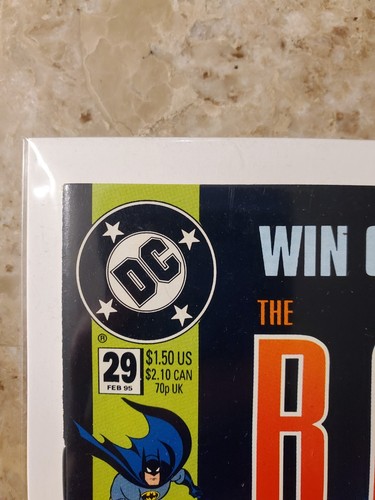 DC
WIN
THE
®
29
FEB 95
$1.50 US
$2.10 CAN
70p UK